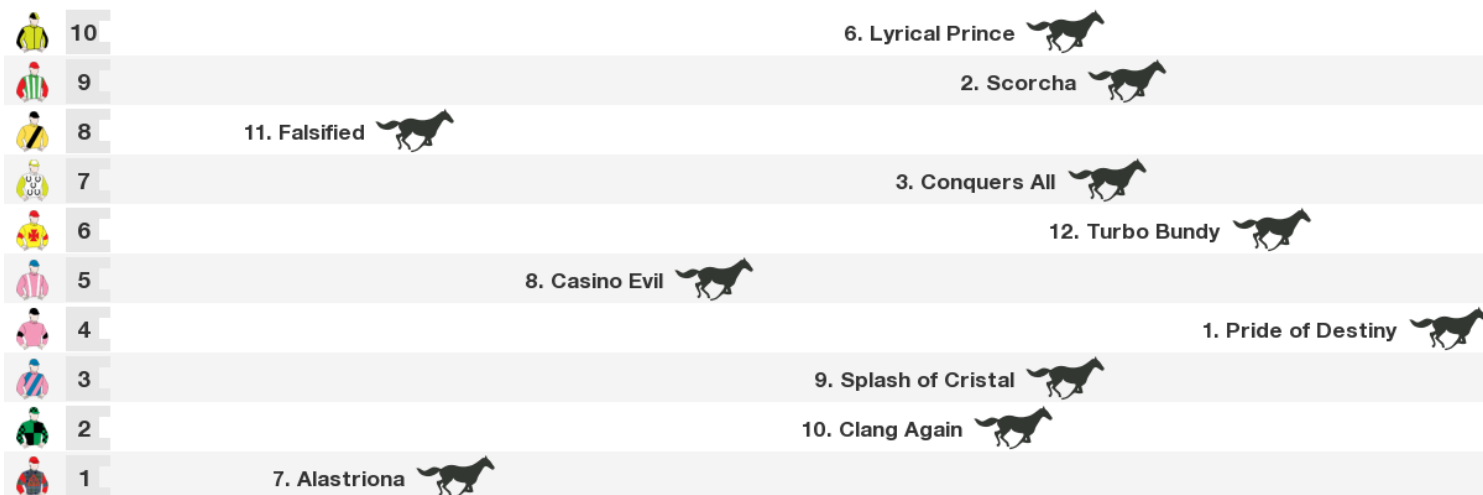 10 6. Lyrical Prince
9 2. Scorcha
8 11. Falsified
7 3. Conquers All
6 12. Turbo Bundy
5 8. Casino Evil
4 1. Pride of Destiny
3 9. Splash of Cristal
2 10. Clang Again
1 7. Alastriona